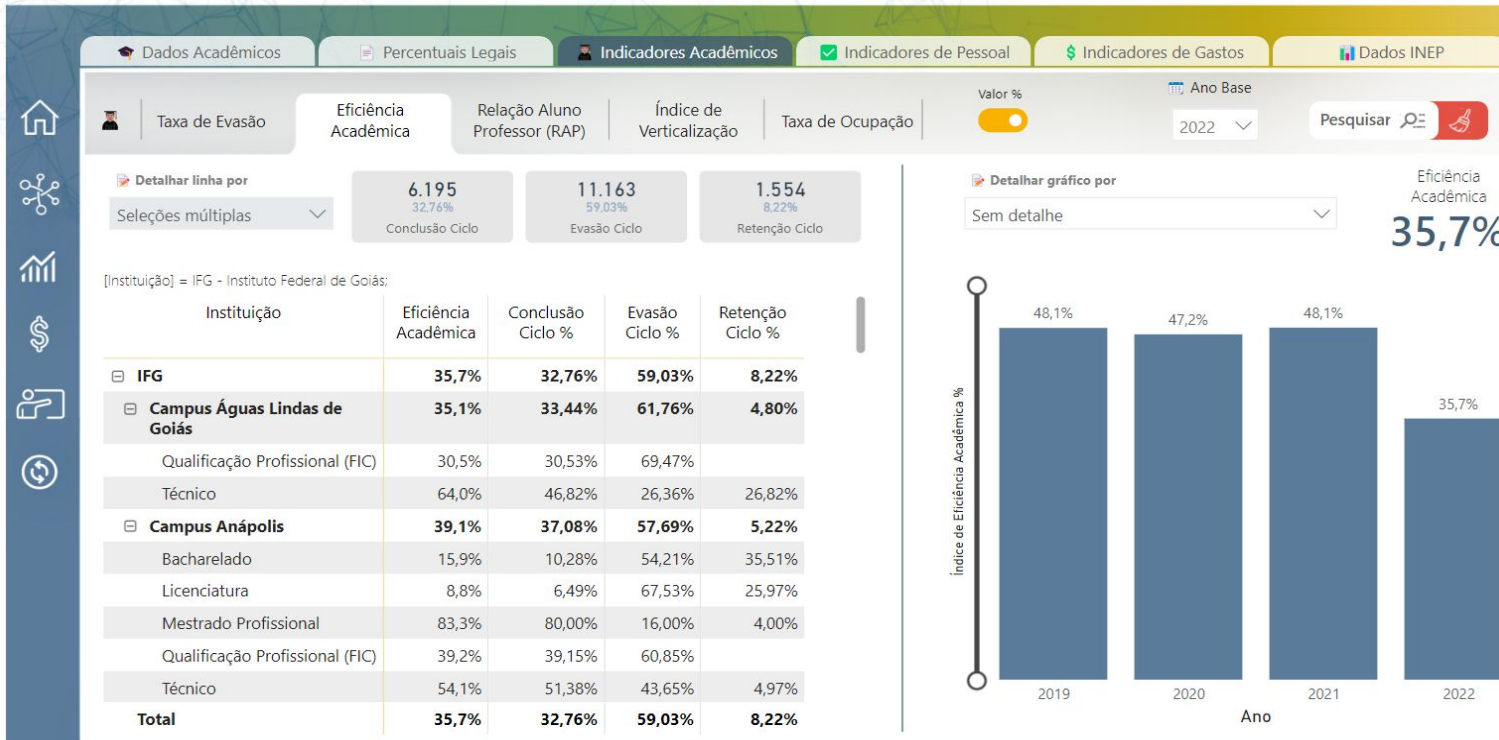 Dados Acadêmicos
Percentuais Legais
Indicadores Acadêmicos
Indicadores de Pessoal
$ Indicadores de Gastos
Dados INEP
Taxa de Evasão
Eficiência
Acadêmica
Relação Aluno
Professor (RAP)
Índice de
Verticalização
Taxa de Ocupação
Valor %
Ano Base
2022
Pesquisar
Detalhar linha por
Seleções múltiplas
6.195
32,76%
Conclusão Ciclo
11.163
59,03%
Evasão Ciclo
1.554
8,22%
Retenção Ciclo
Detalhar gráfico por
Sem detalhe
Eficiência
Acadêmica
35,7%
[Instituição] = IFG - Instituto Federal de Goiás;
Instituição Eficiência Acadêmica Conclusão Ciclo % Evasão Ciclo % Retenção Ciclo %
IFG 35,7% 32,76% 59,03% 8,22%
Campus Águas Lindas de Goiás 35,1% 33,44% 61,76% 4,80%
Qualificação Profissional (FIC) 30,5% 30,53% 69,47%
Técnico 64,0% 46,82% 26,36% 26,82%
Campus Anápolis 39,1% 37,08% 57,69% 5,22%
Bacharelado 15,9% 10,28% 54,21% 35,51%
Licenciatura 8,8% 6,49% 67,53% 25,97%
Mestrado Profissional 83,3% 80,00% 16,00% 4,00%
Qualificação Profissional (FIC) 39,2% 39,15% 60,85%
Técnico 54,1% 51,38% 43,65% 4,97%
Total 35,7% 32,76% 59,03% 8,22%
Índice de Eficiência Acadêmica %
48,1%
47,2%
48,1%
35,7%
2019
2020
2021
2022
Ano